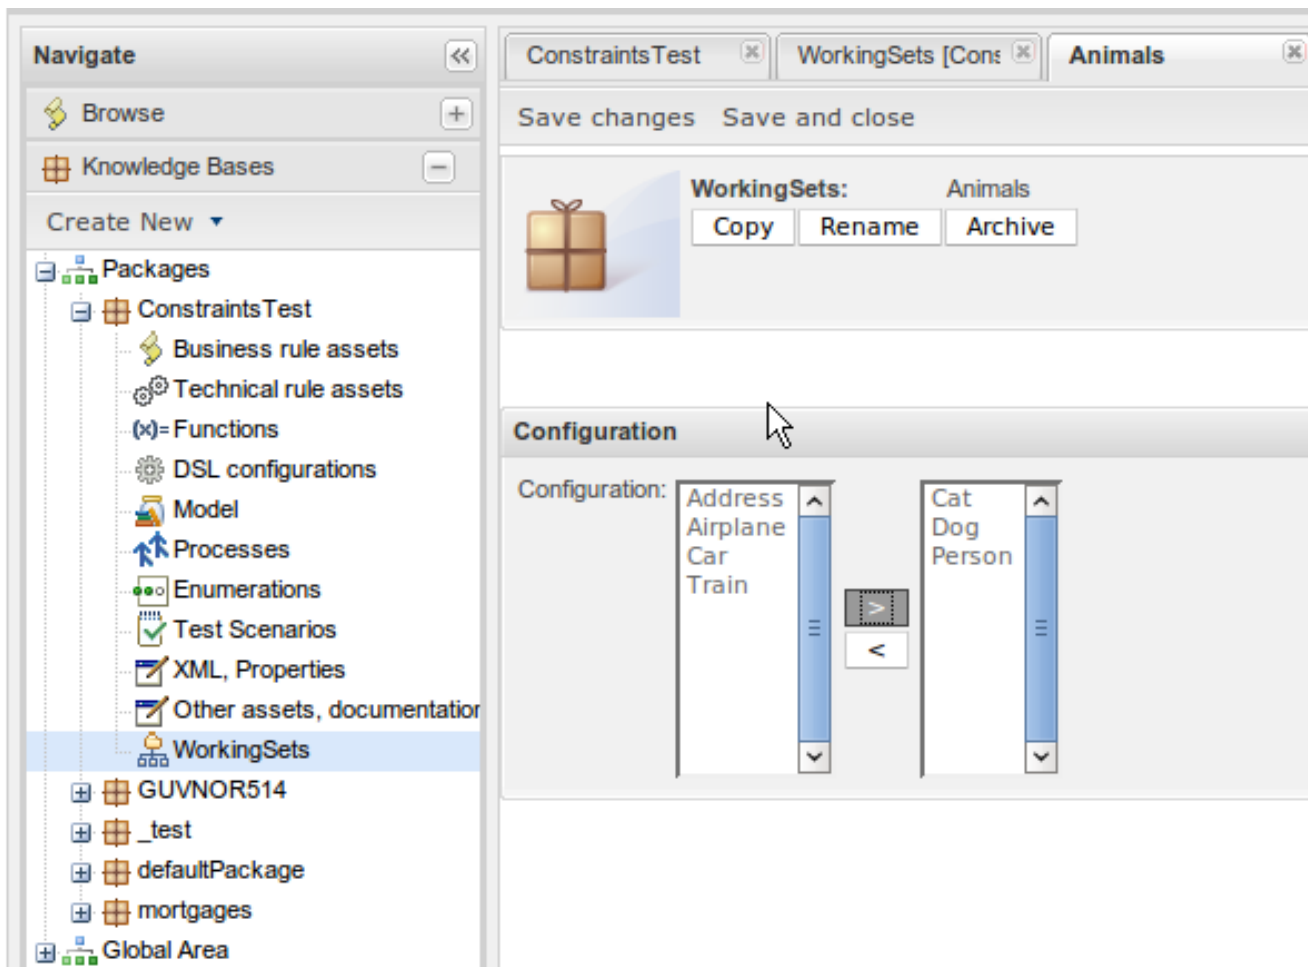 Navigate
Browse
Knowledge Bases
Create New
Packages
ConstraintsTest
Business rule assets
Technical rule assets
(x)= Functions
DSL configurations
Model
Processes
Enumerations
Test Scenarios
XML, Properties
Other assets, documentation
WorkingSets
GUVNOR514
_test
defaultPackage
mortgages
Global Area
ConstraintsTest WorkingSets [Cons Animals
Save changes Save and close
WorkingSets: Animals
Copy Rename Archive
Configuration
Configuration:
Address
Airplane
Car
Train
>
<
Cat
Dog
Person